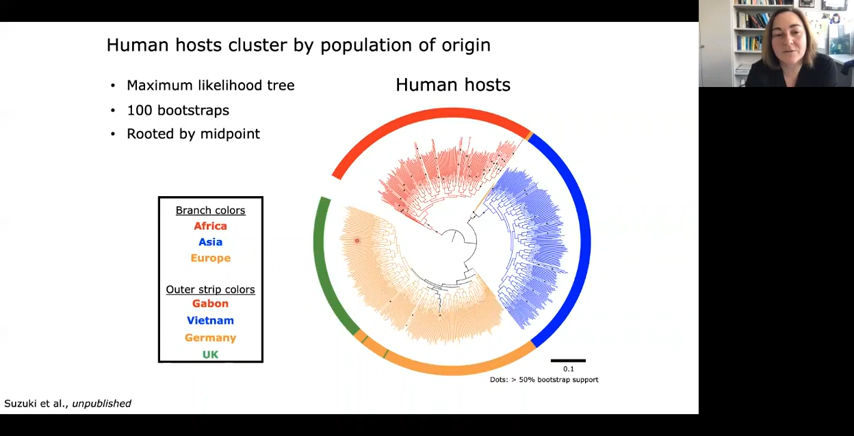 Human hosts cluster by population of origin
• Maximum likelihood tree
• 100 bootstraps
• Rooted by midpoint
Human hosts
Branch colors
Africa
Asia
Europe
Outer strip colors
Gabon
Vietnam
Germany
UK
0.1
Dots: > 50% bootstrap support
Suzuki et al., unpublished